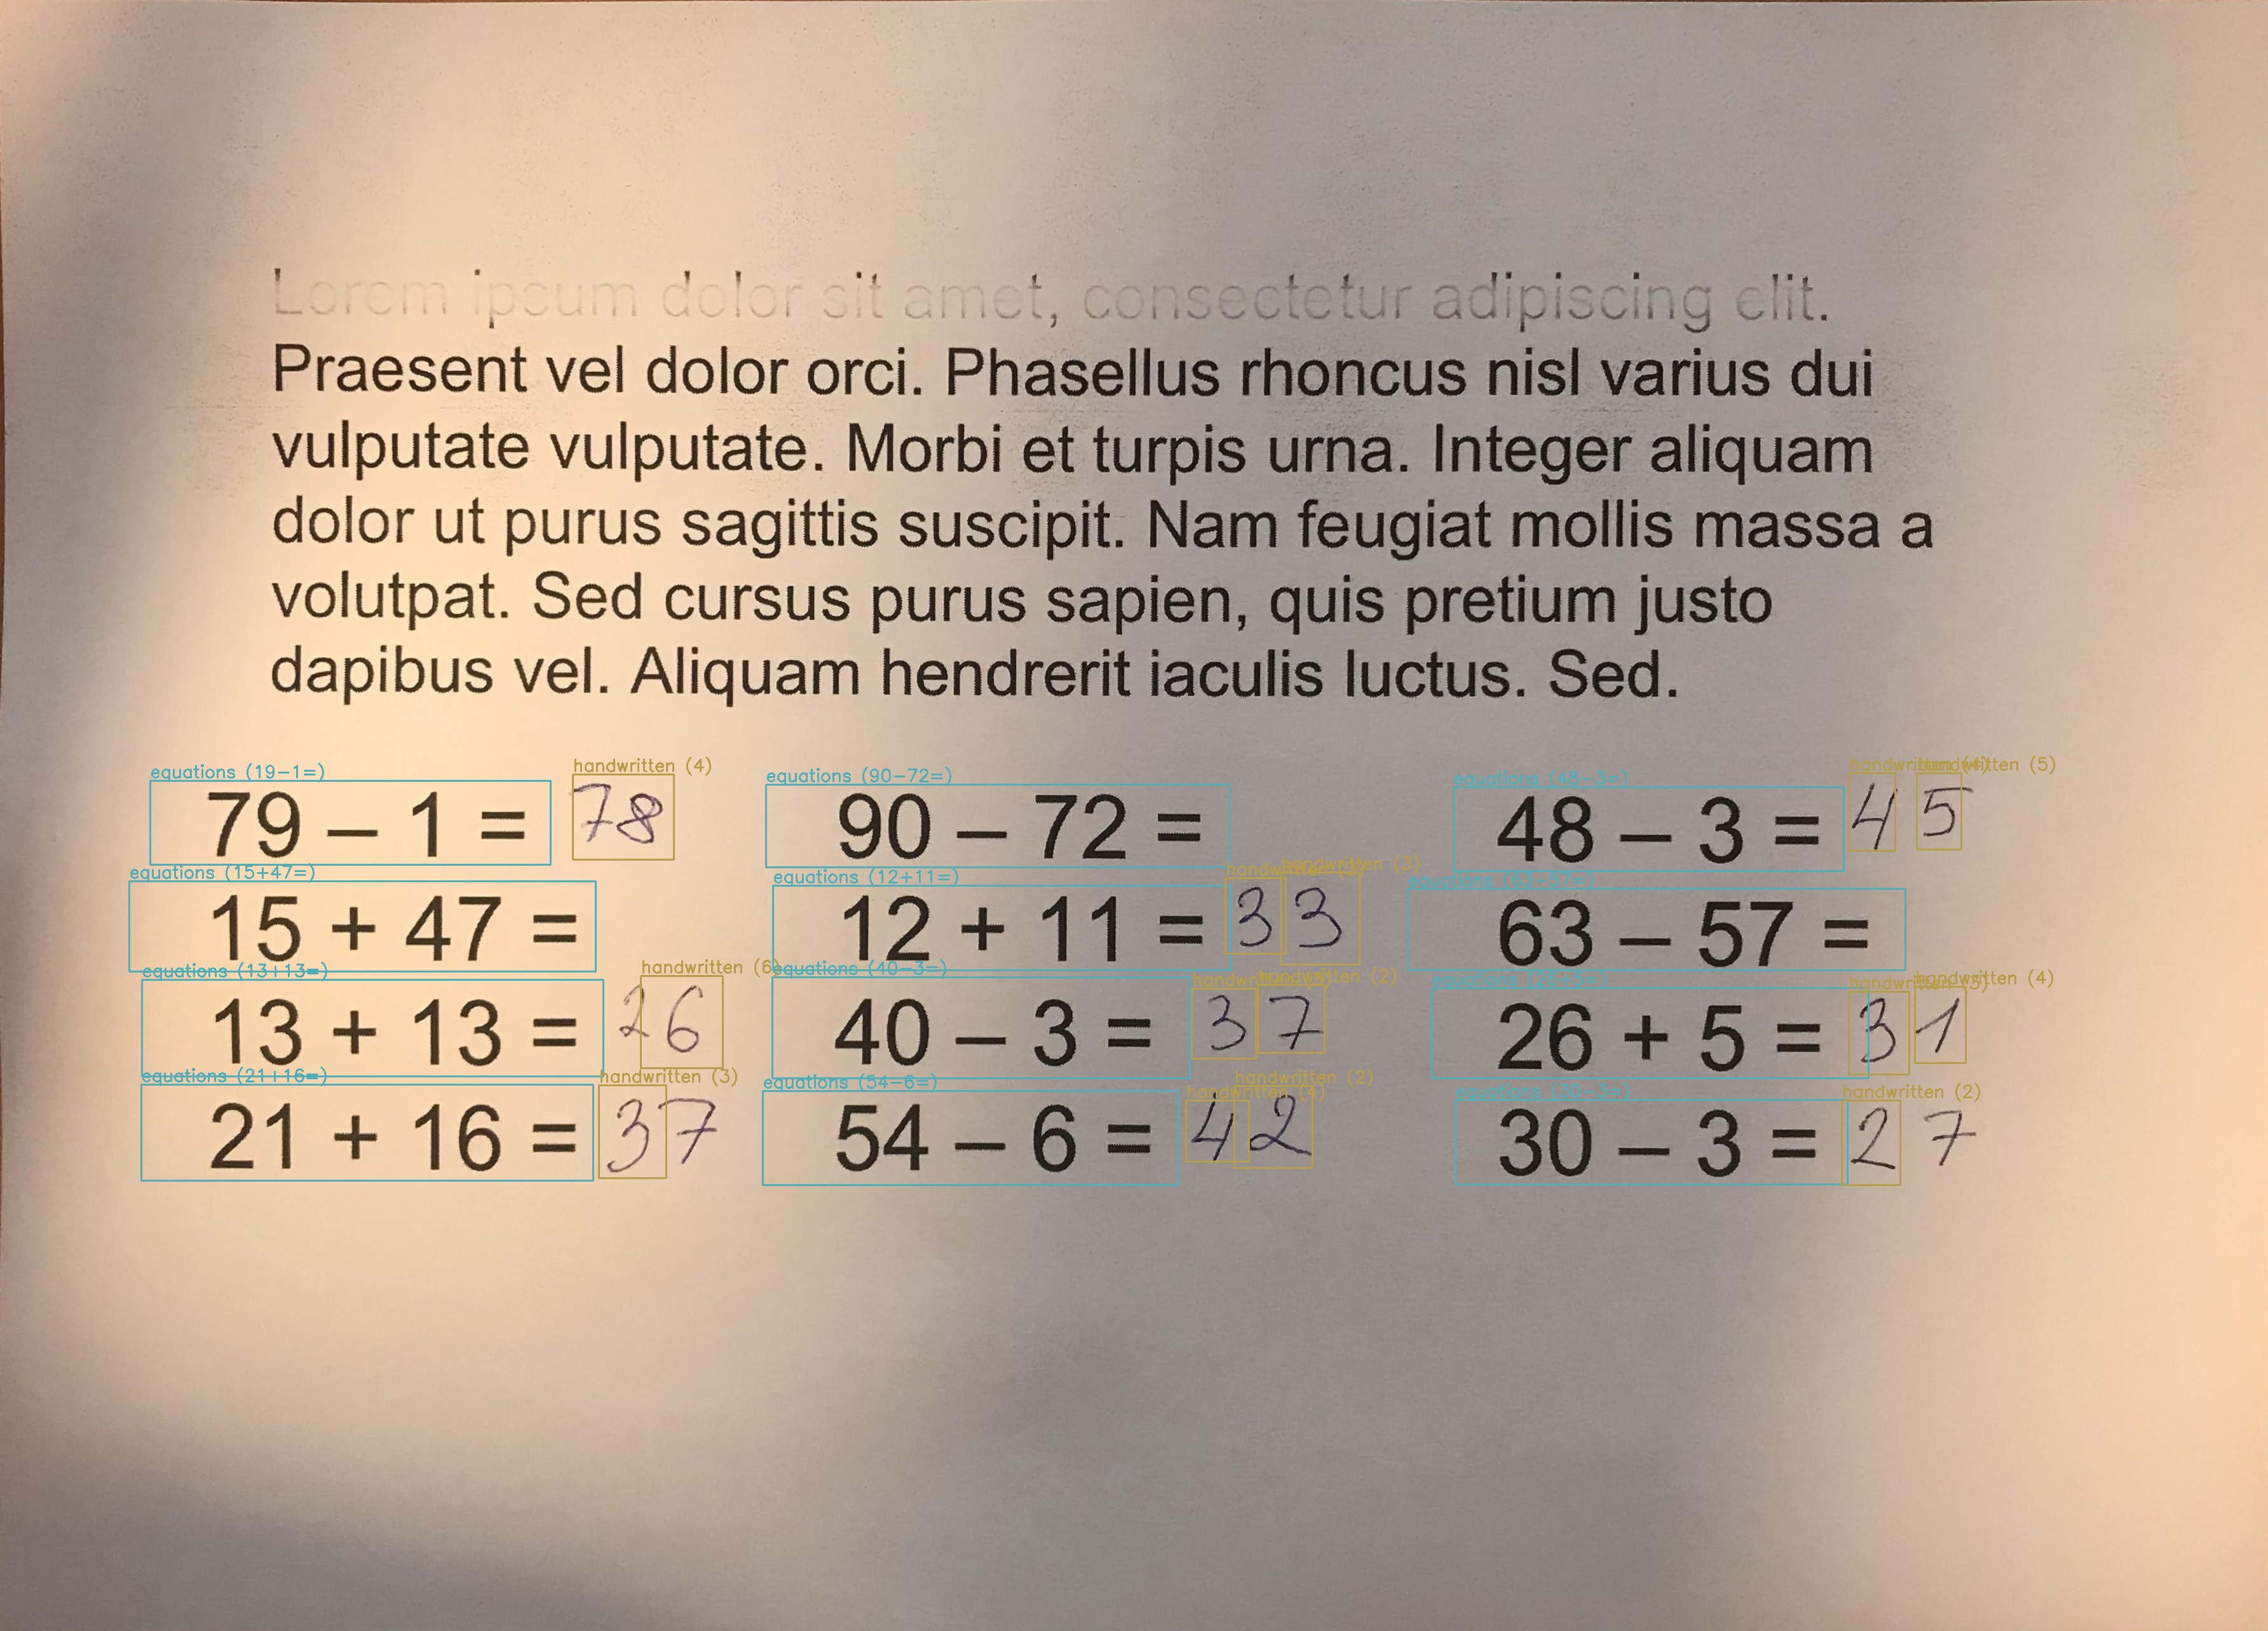 Lorem ipsum dolor sit amet, consectetur adipiscing elit.
Praesent vel dolor orci. Phasellus rhoncus nisl varius dui
vulputate vulputate. Morbi et turpis urna. Integer aliquam
dolor ut purus sagittis suscipit. Nam feugiat mollis massa a
volutpat. Sed cursus purus sapien, quis pretium justo
dapibus vel. Aliquam hendrerit iaculis luctus. Sed.
equations (19-1=) handwritten (4) equations (90-72=) equations (48-3=) handwritten handwritten (5)
79 – 1 = 78 90 – 72 = 48 – 3 = 45
equations (15+47=) equations (12+11=) handwritten handwritten (3) equations (63-57=)
15 + 47 = 12 + 11 = 33 63 – 57 =
equations (13+13=) handwritten (6) equations (40-3=) handwritten handwritten (2) equations (26+5=) handwritten handwritten (4)
13 + 13 = 26 40 – 3 = 37 26 + 5 = 31
equations (21+16=) handwritten (3) equations (54-6=) handwritten (4) handwritten (2) equations (30-3=) handwritten (2)
21 + 16 = 37 54 – 6 = 42 30 – 3 = 27